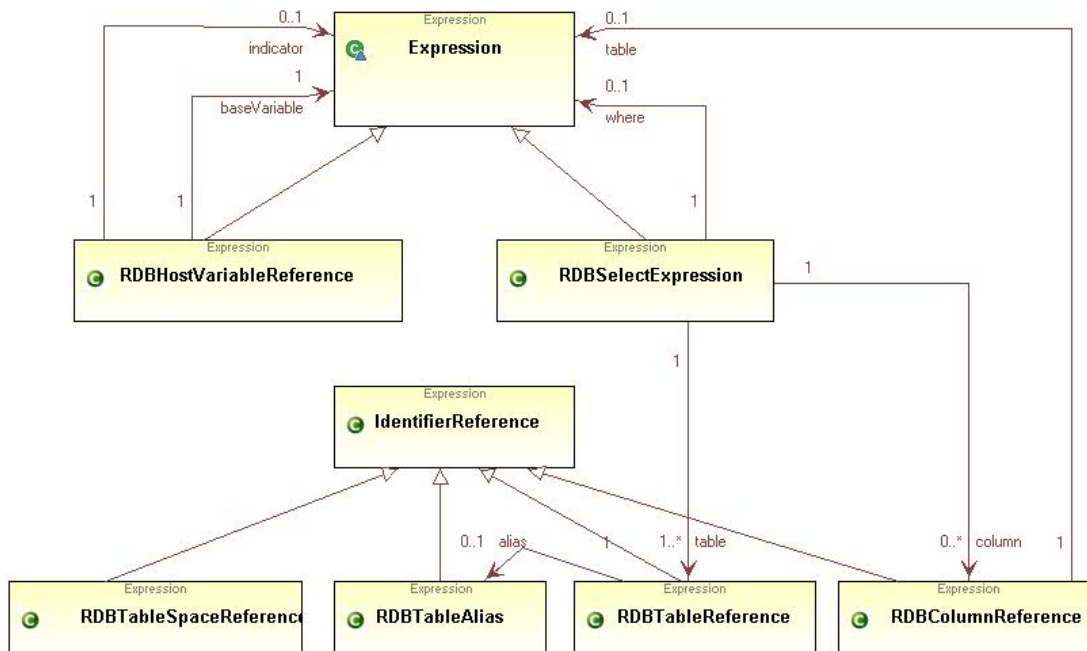 Expression
0..1
0..1
Expression
indicator
table
1
0..1
baseVariable
where
1
1
1
Expression
Expression
RDBHostVariableReference
RDBSelectExpression
1
1
Expression
IdentifierReference
0..1 alias
1
1..* table
0..* column
1
Expression
Expression
Expression
Expression
RDBTableSpaceReference
RDBTableAlias
RDBTableReference
RDBColumnReference